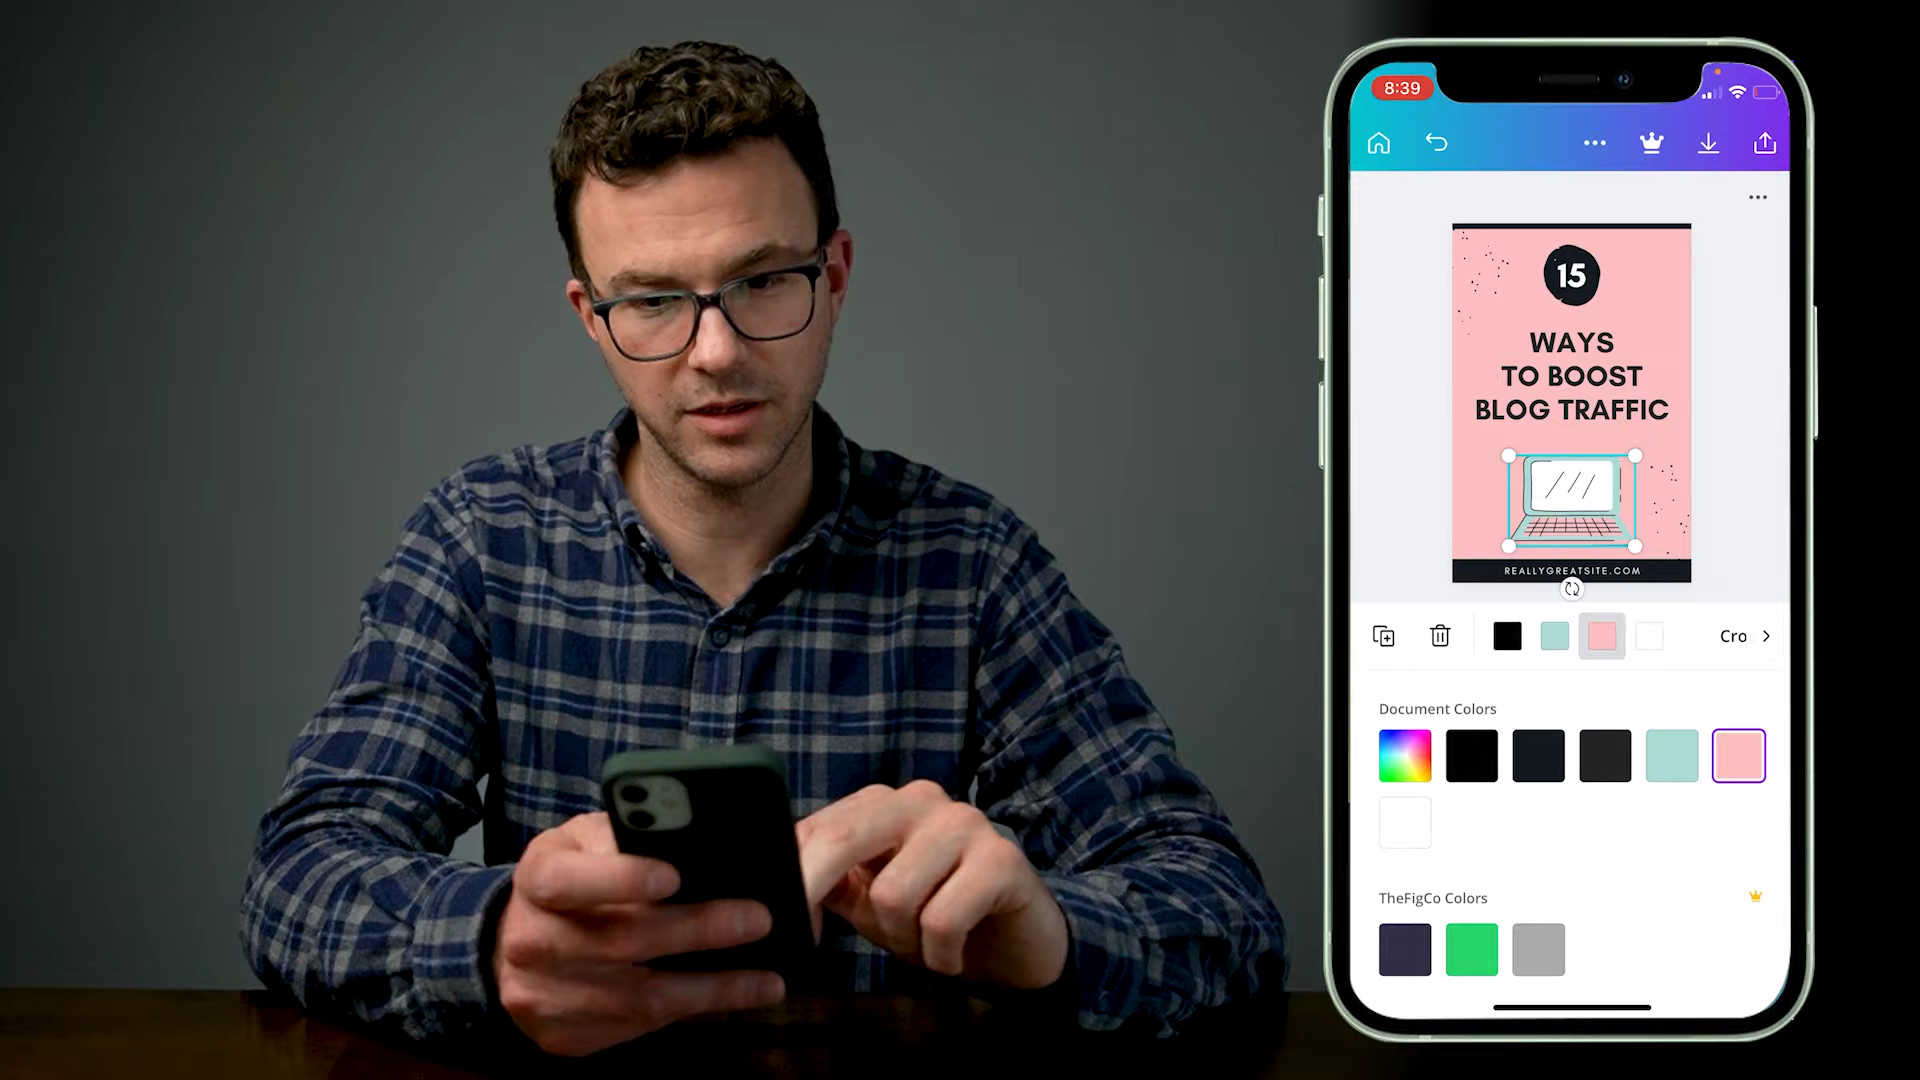 8:39
15
WAYS
TO BOOST
BLOG TRAFFIC
REALLYGREATSITE.COM
Cro
Document Colors
TheFigCo Colors